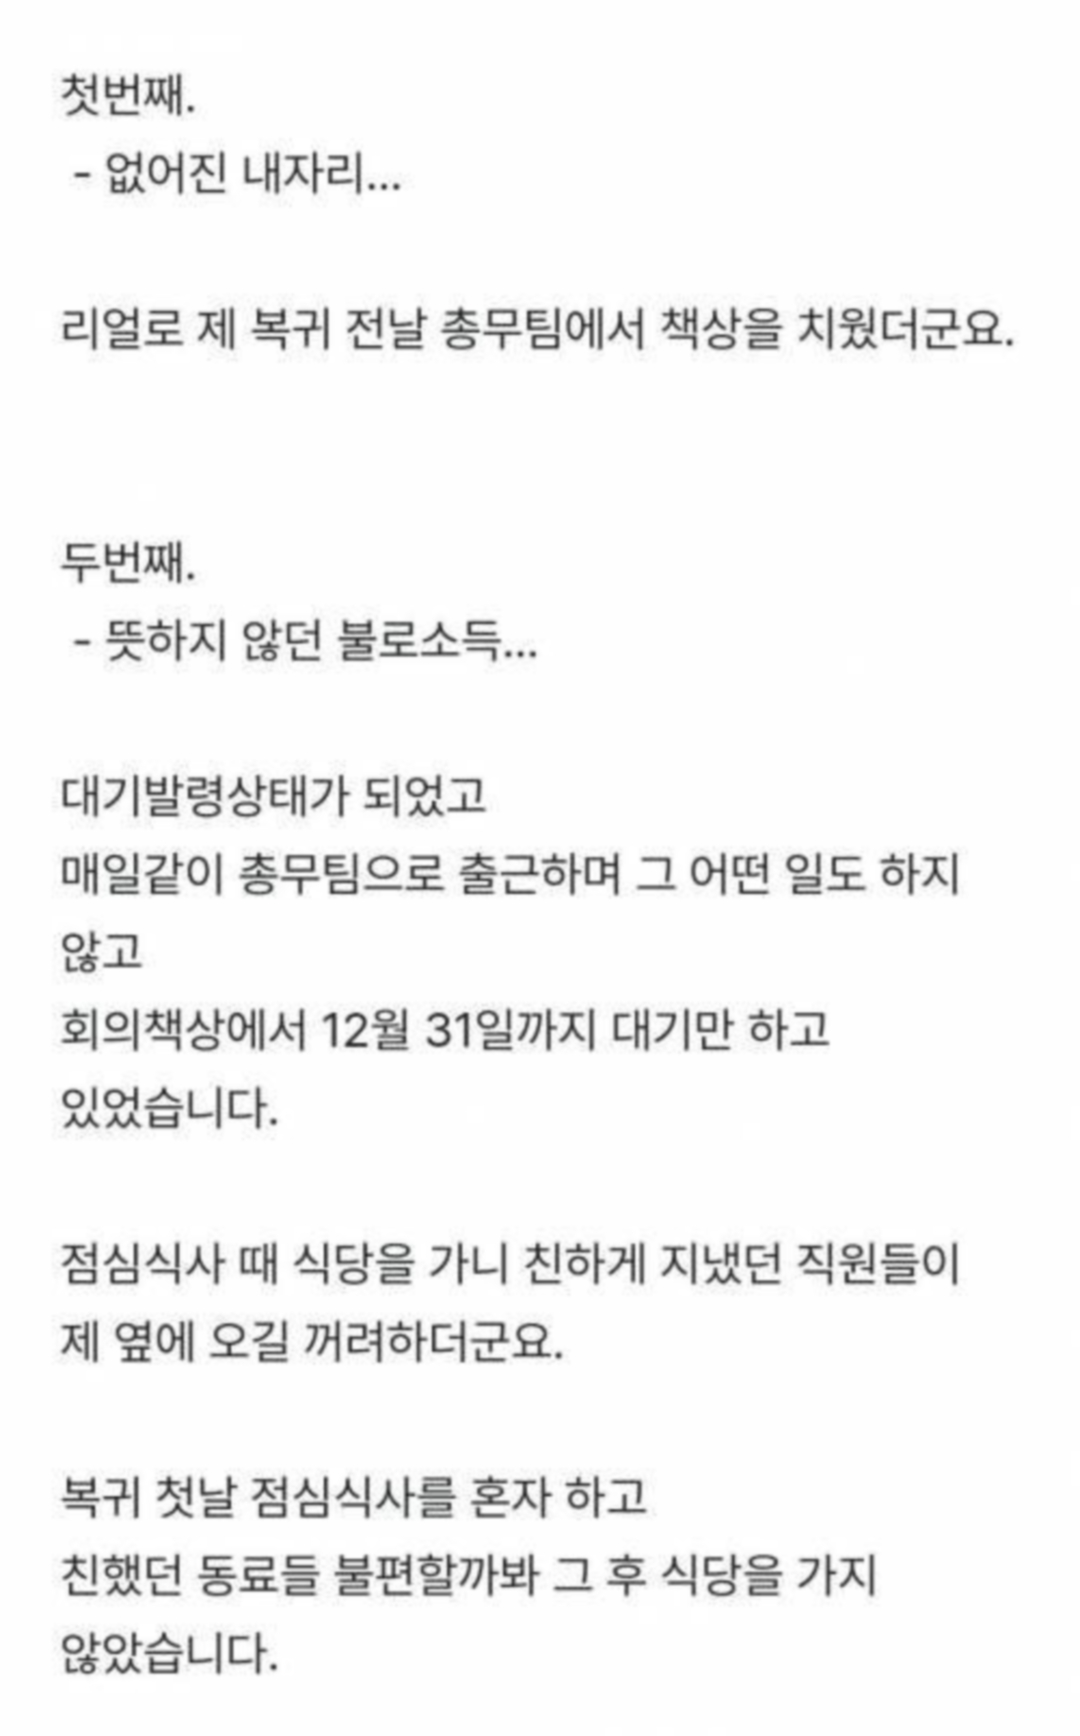 첫번째.
- 없어진 내자리...
리얼로 제 복귀 전날 총무팀에서 책상을 치웠더군요.
두번째.
- 뜻하지 않던 불로소득...
대기발령상태가 되었고
매일같이 총무팀으로 출근하며 그 어떤 일도 하지
않고
회의책상에서 12월 31일까지 대기만 하고
있었습니다.
점심식사 때 식당을 가니 친하게 지냈던 직원들이
제 옆에 오길 꺼려하더군요.
복귀 첫날 점심식사를 혼자 하고
친했던 동료들 불편할까봐 그 후 식당을 가지
않았습니다.